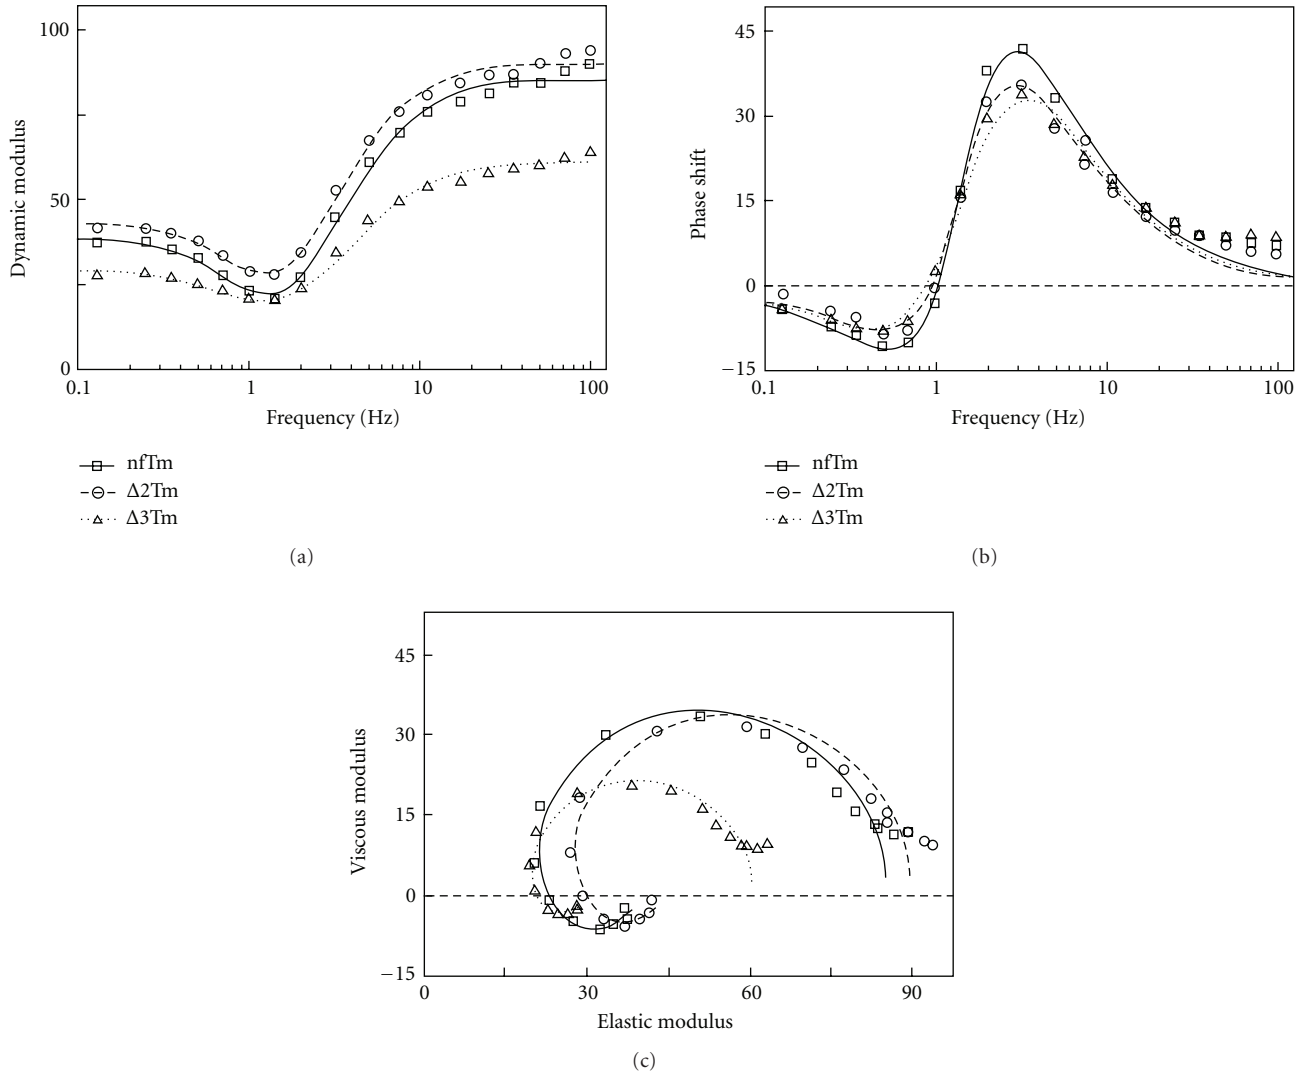 100
50
0
Dynamic modulus
0.1 1 10 100
Frequency (Hz)
nfTm
Δ2Tm
Δ3Tm
(a)
45
30
15
0
−15
Phase shift
0.1 1 10 100
Frequency (Hz)
nfTm
Δ2Tm
Δ3Tm
(b)
45
30
15
0
−15
Viscous modulus
0 30 60 90
Elastic modulus
(c)